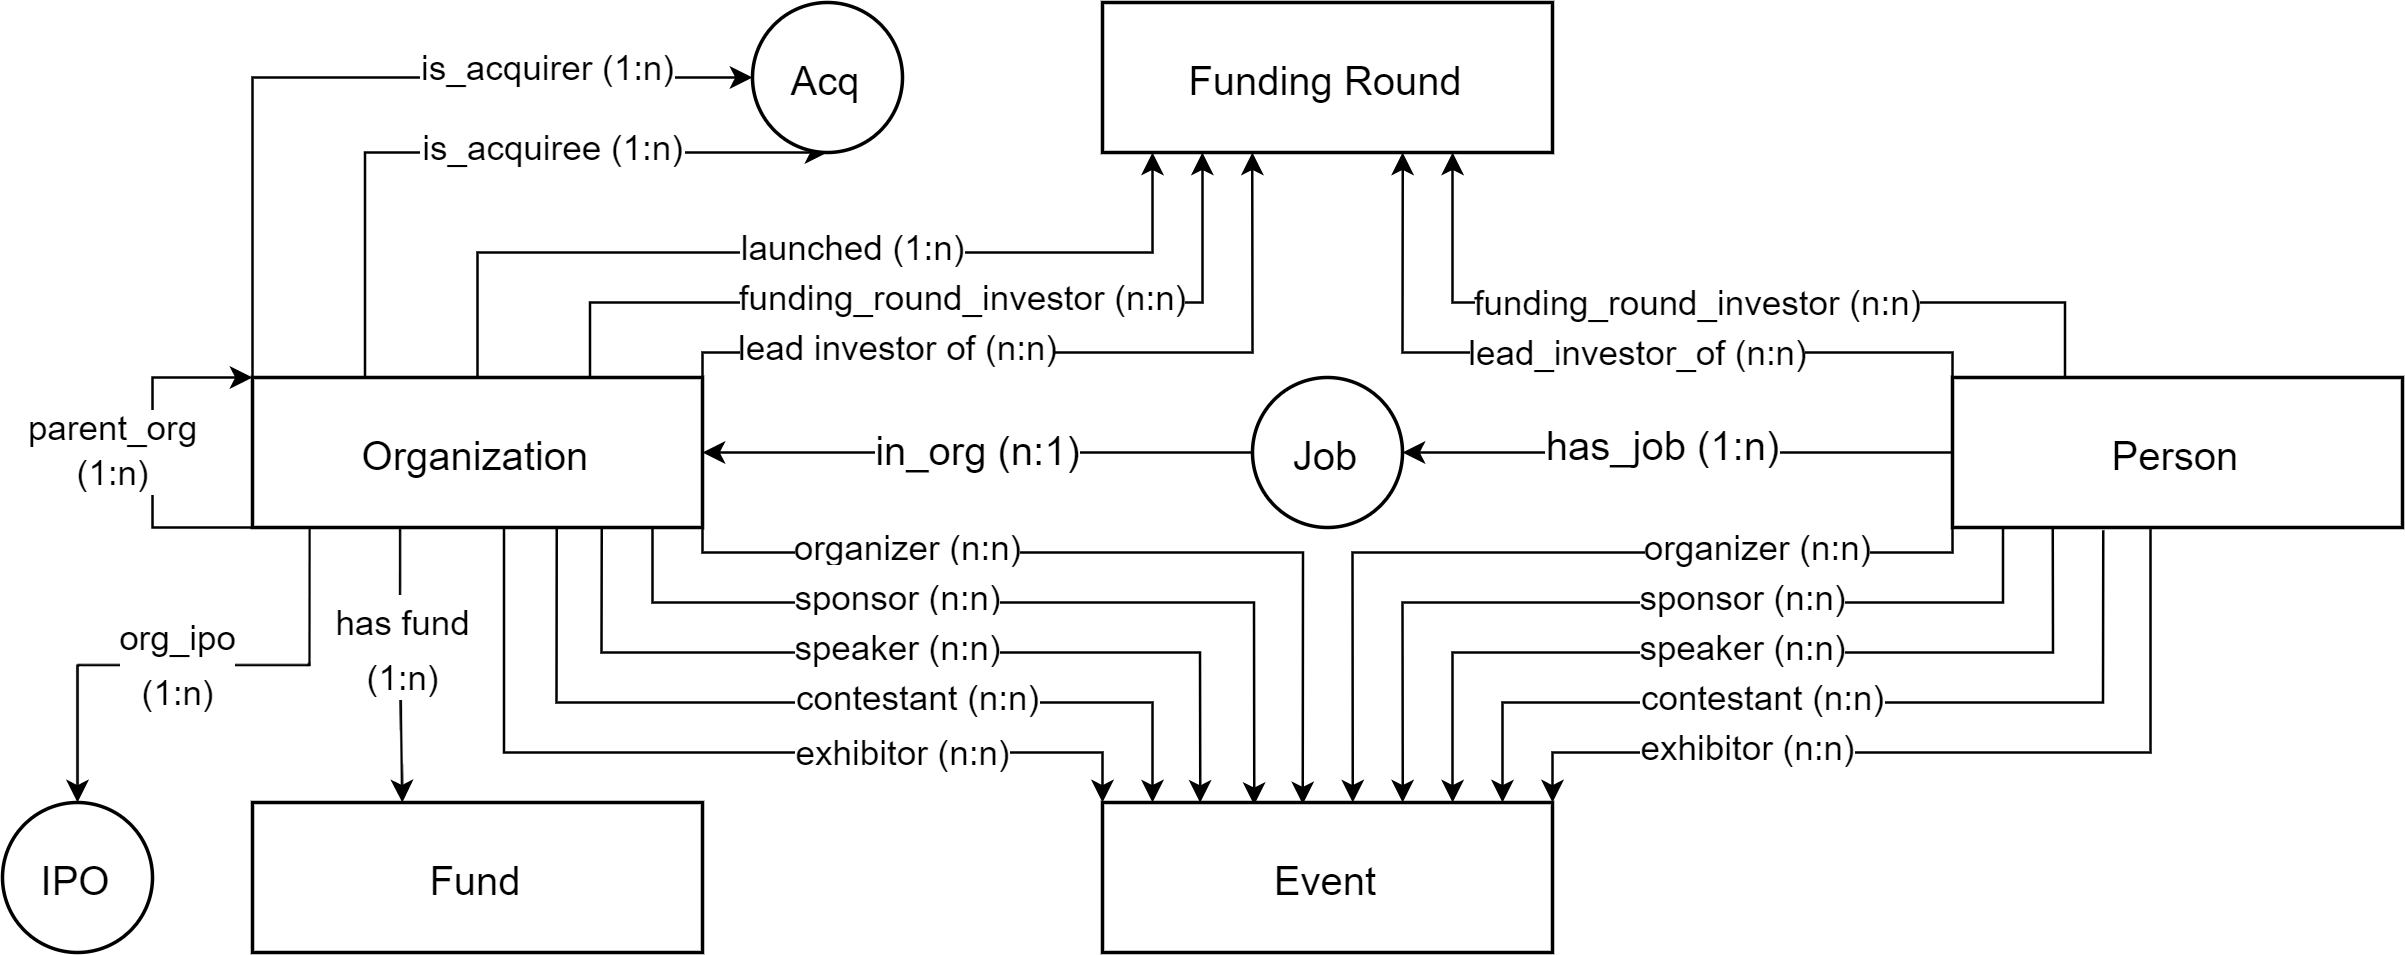 is_acquirer (1:n)
Acq
Funding Round
is_acquiree (1:n)
launched (1:n)
funding_round_investor (n:n)
funding_round_investor (n:n)
lead investor of (n:n)
lead_investor_of (n:n)
parent_org
(1:n)
Organization
in_org (n:1)
Job
has_job (1:n)
Person
organizer (n:n)
organizer (n:n)
sponsor (n:n)
sponsor (n:n)
org_ipo
(1:n)
has fund
(1:n)
speaker (n:n)
speaker (n:n)
contestant (n:n)
contestant (n:n)
exhibitor (n:n)
exhibitor (n:n)
IPO
Fund
Event